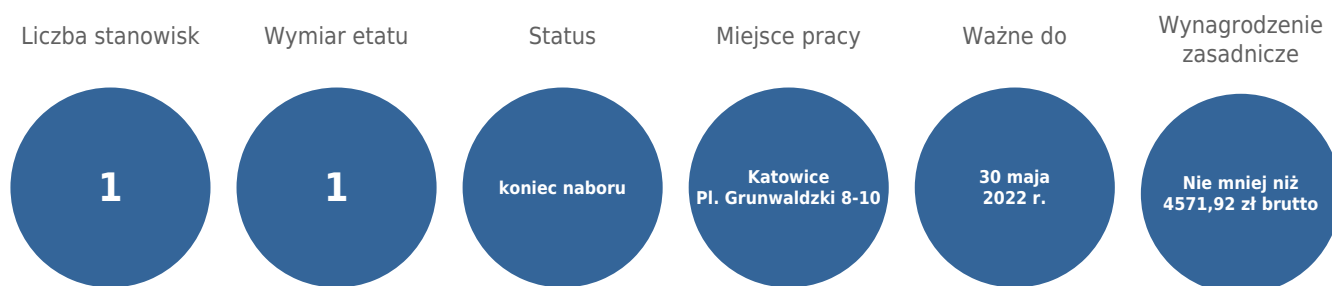 Liczba stanowisk
1
Wymiar etatu
1
Status
koniec naboru
Miejsce pracy
Katowice
Pl. Grunwaldzki 8-10
Ważne do
30 maja
2022 r.
Wynagrodzenie
zasadnicze
Nie mniej niż
4571,92 zł brutto